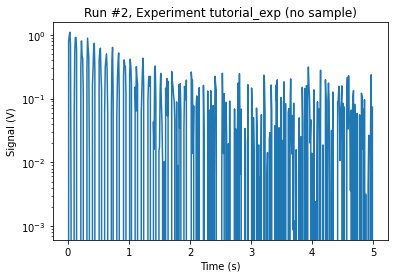 Run #2, Experiment tutorial_exp (no sample)
10⁰
10⁻¹
10⁻²
10⁻³
Signal (V)
0 1 2 3 4 5
Time (s)